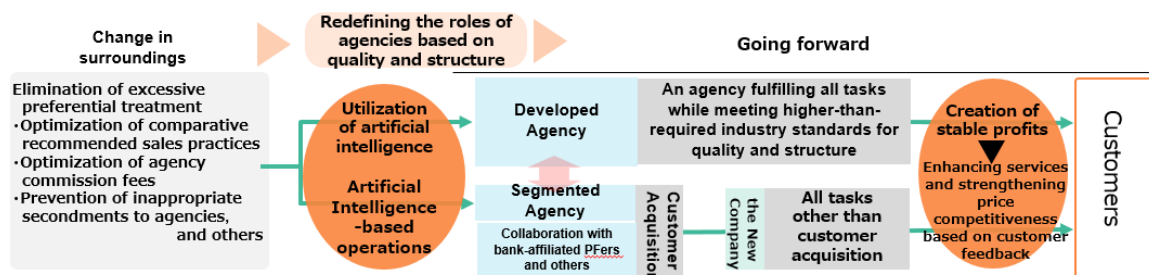 Change in
surroundings
Redefining the roles of
agencies based on
quality and structure
Going forward
Elimination of excessive
preferential treatment
・Optimization of comparative
recommended sales practices
・Optimization of agency
commission fees
・Prevention of inappropriate
secondments to agencies,
and others
Utilization
of artificial
intelligence
Artificial
Intelligence
-based
operations
Developed
Agency
An agency fulfilling all tasks
while meeting higher-than-
required industry standards for
quality and structure
Segmented
Agency
Collaboration with
bank-affiliated PFers
and others
Customer
Acquisition
the New
Company
All tasks
other than
customer
acquisition
Creation of
stable profits
Enhancing services
and strengthening
price
competitiveness
based on customer
feedback
Customers